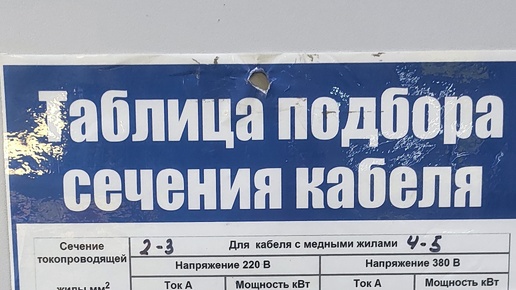 Таблица подбора
сечения кабеля
Сечение токопроводящей жилы мм²
2-3 Для кабеля с медными жилами 4-5
Напряжение 220 В Напряжение 380 В
Ток А Мощность кВт Ток А Мощность кВт